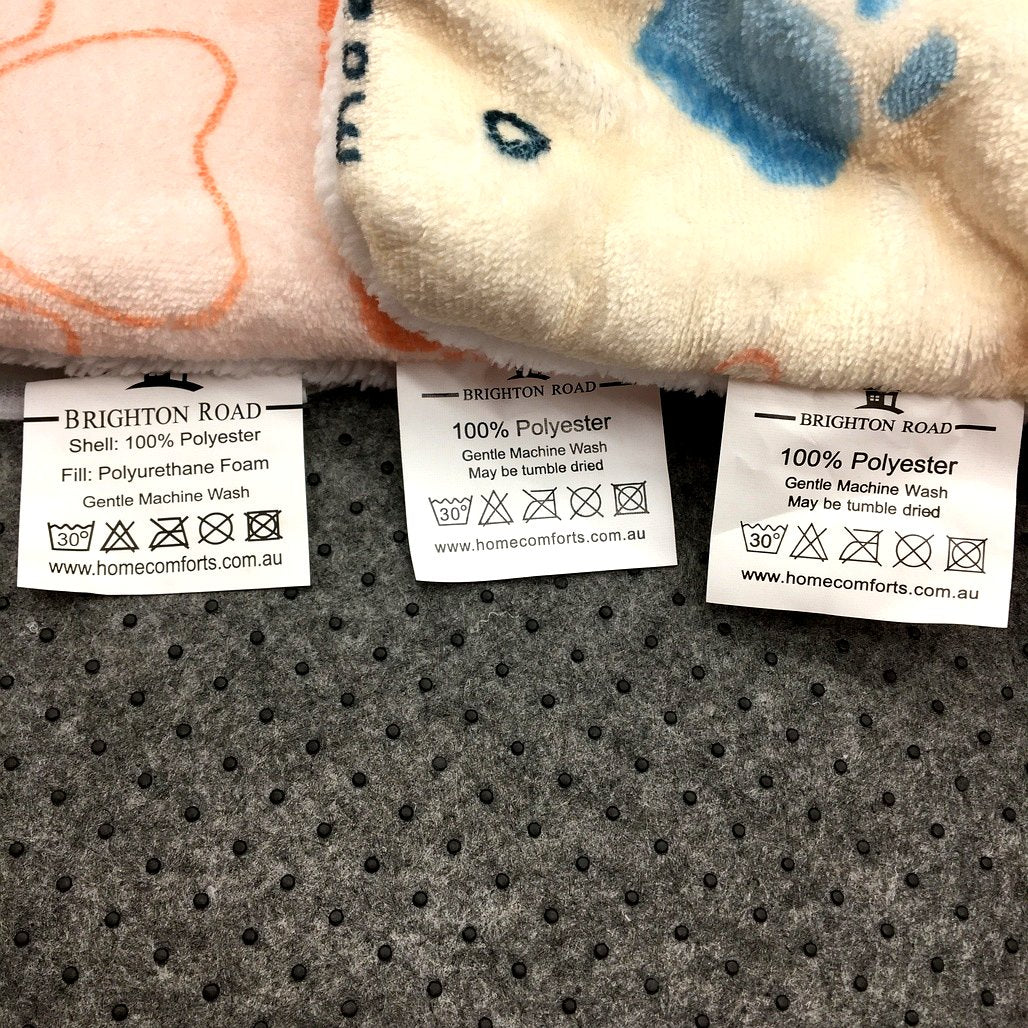 BRIGHTON ROAD
Shell: 100% Polyester
Fill: Polyurethane Foam
Gentle Machine Wash
30°
www.homecomforts.com.au
BRIGHTON ROAD
100% Polyester
Gentle Machine Wash
May be tumble dried
30°
www.homecomforts.com.au
BRIGHTON ROAD
100% Polyester
Gentle Machine Wash
May be tumble dried
30°
www.homecomforts.com.au